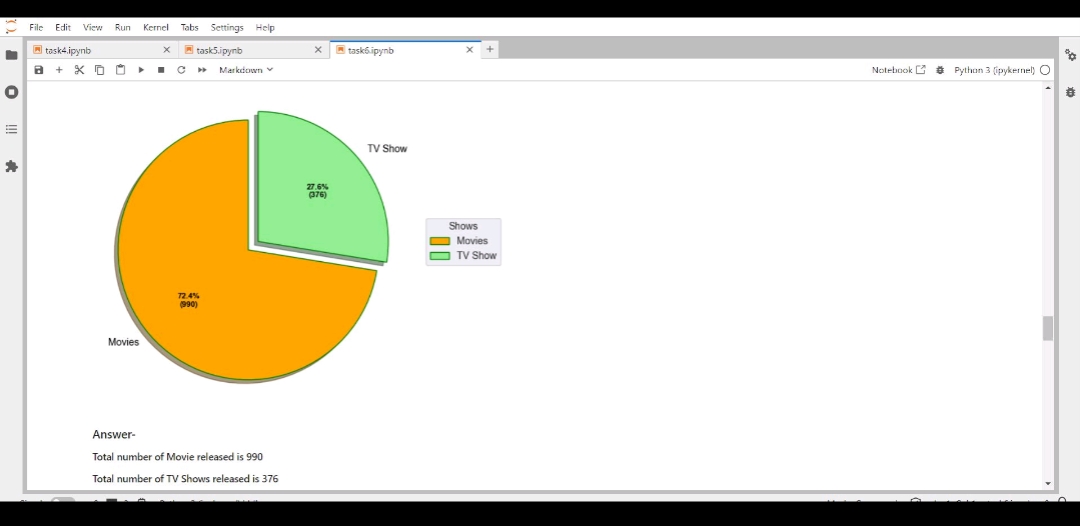 File Edit View Run Kernel Tabs Settings Help
task4.ipynb × task5.ipynb × task6.ipynb × +
Markdown Notebook Python 3 (ipykernel)
TV Show
27.6%
(376)
Shows
Movies
TV Show
72.4%
(990)
Movies
Answer-
Total number of Movie released is 990
Total number of TV Shows released is 376